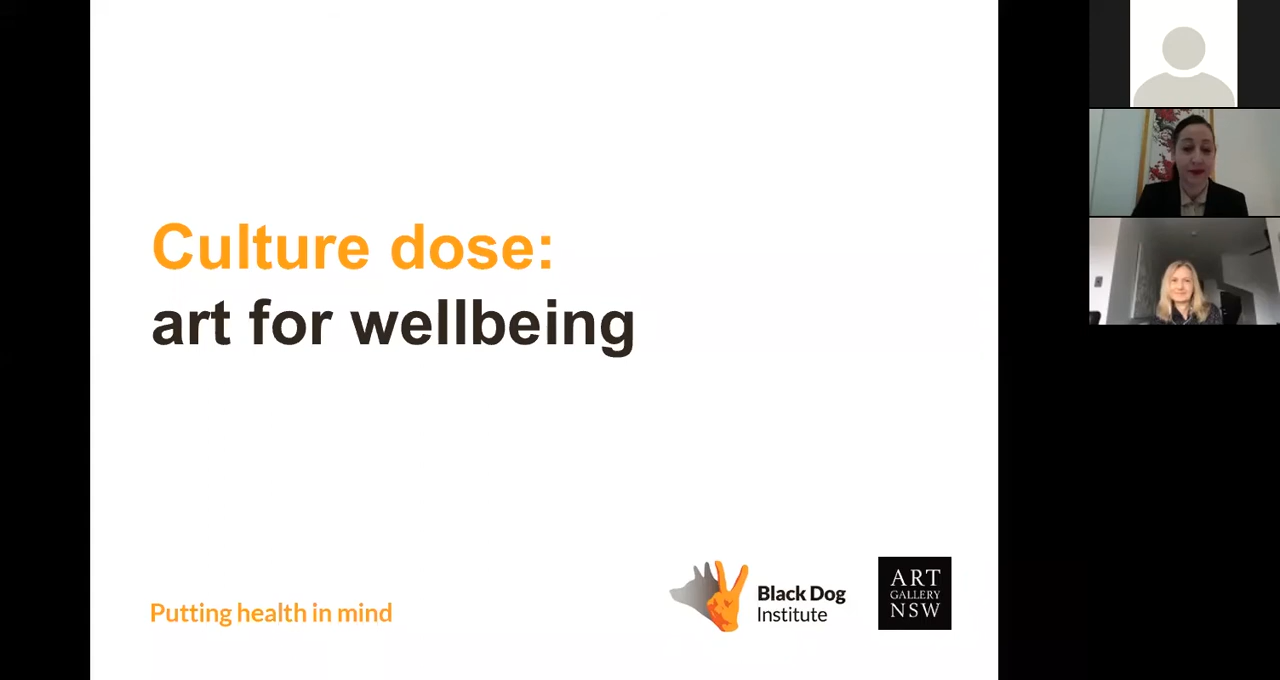 Culture dose:
art for wellbeing
Putting health in mind
Black Dog
Institute
ART
GALLERY
NSW